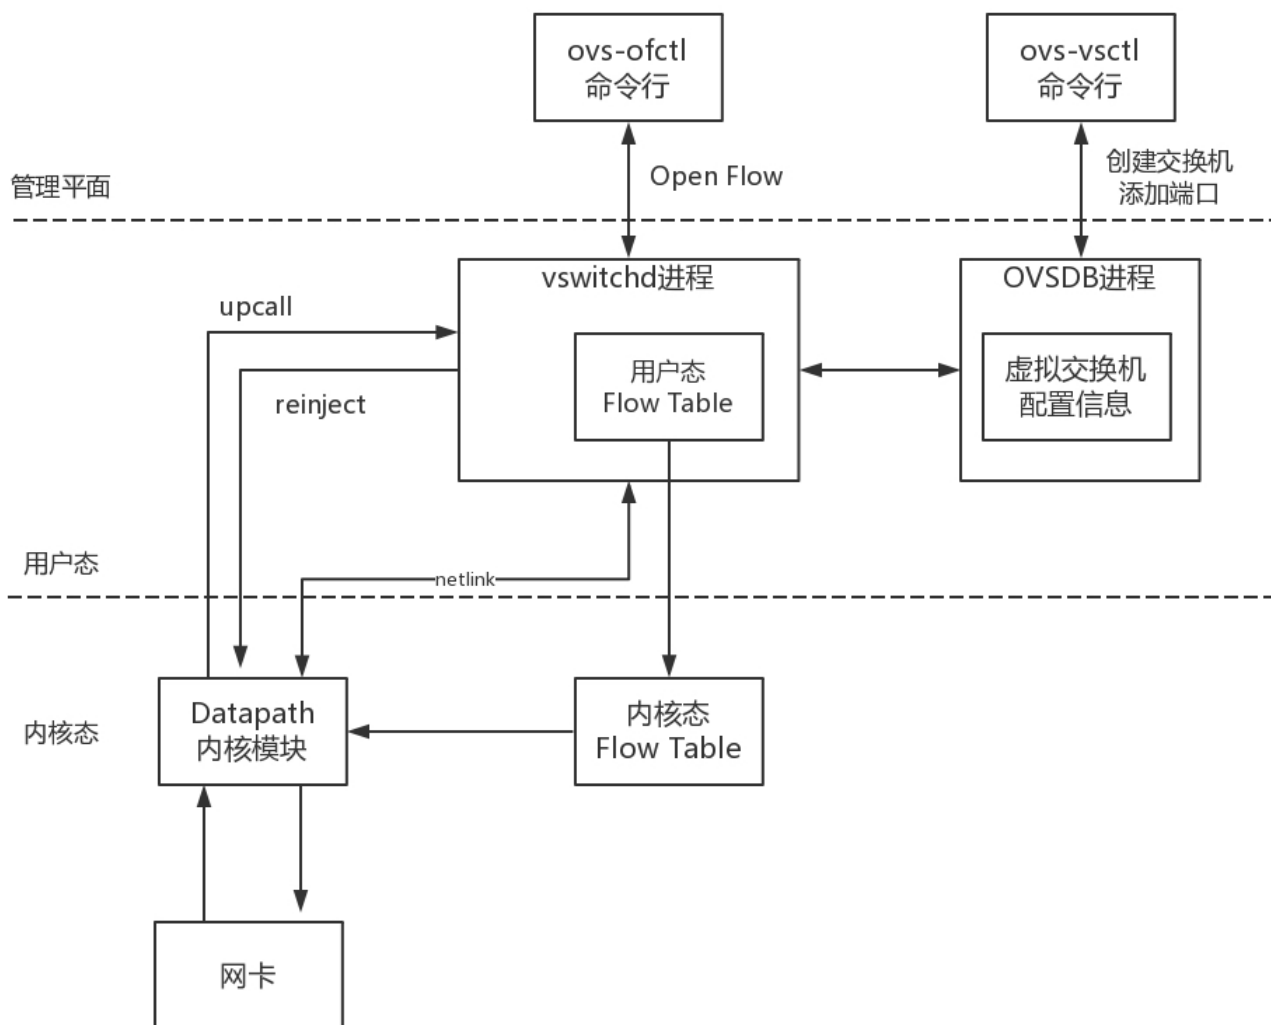 ovs-ofctl
命令行
ovs-vsctl
命令行
管理平面
Open Flow
创建交换机
添加端口
vswitchd进程
OVSDB进程
upcall
用户态
Flow Table
虚拟交换机
配置信息
reinject
用户态
netlink
内核态
Datapath
内核模块
内核态
Flow Table
网卡